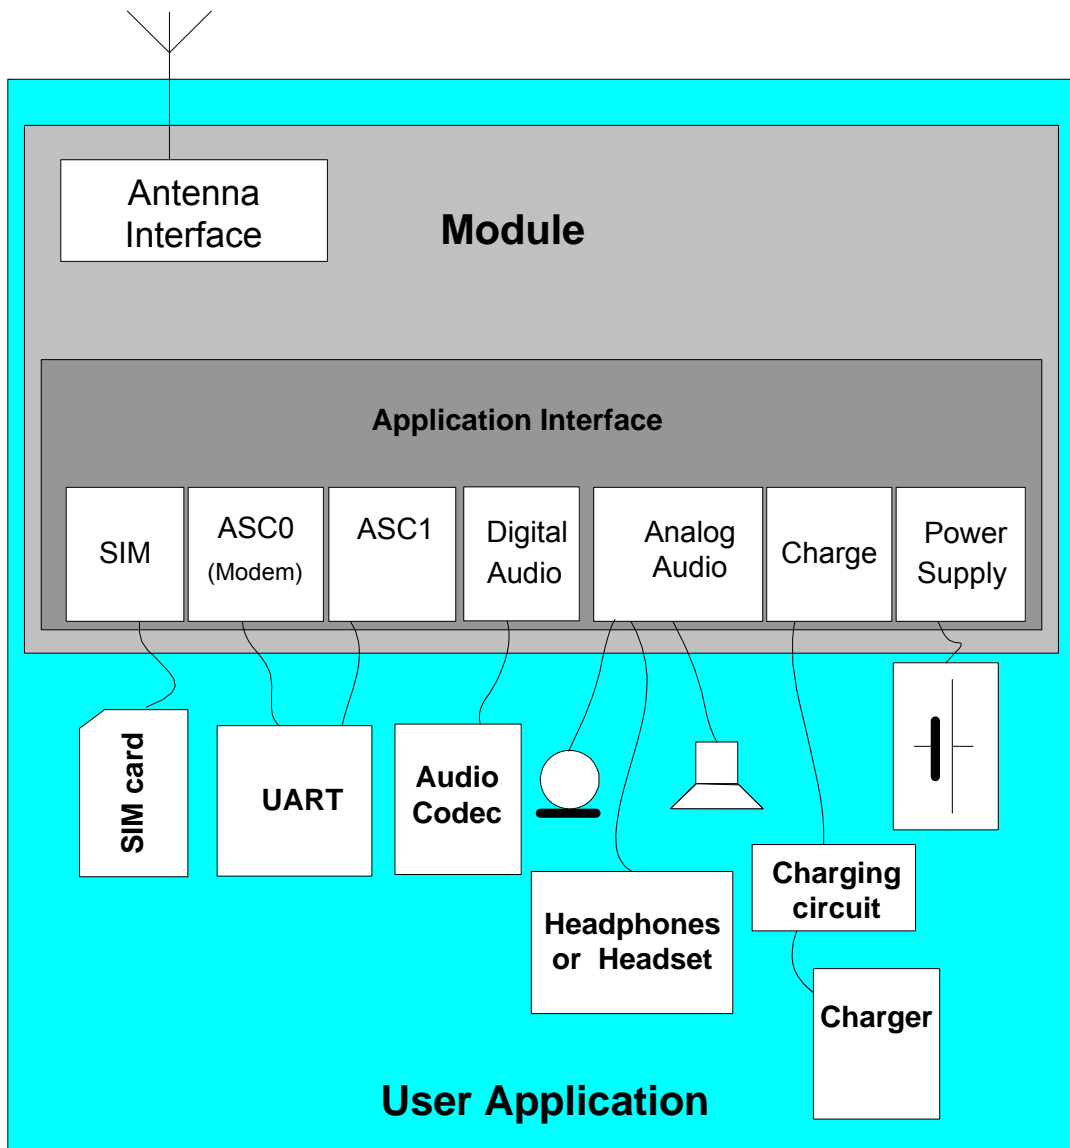 Antenna
Interface
Module
Application Interface
SIM
ASC0
(Modem)
ASC1
Digital
Audio
Analog
Audio
Charge
Power
Supply
SIM card
UART
Audio
Codec
Headphones
or Headset
Charging
circuit
Charger
User Application